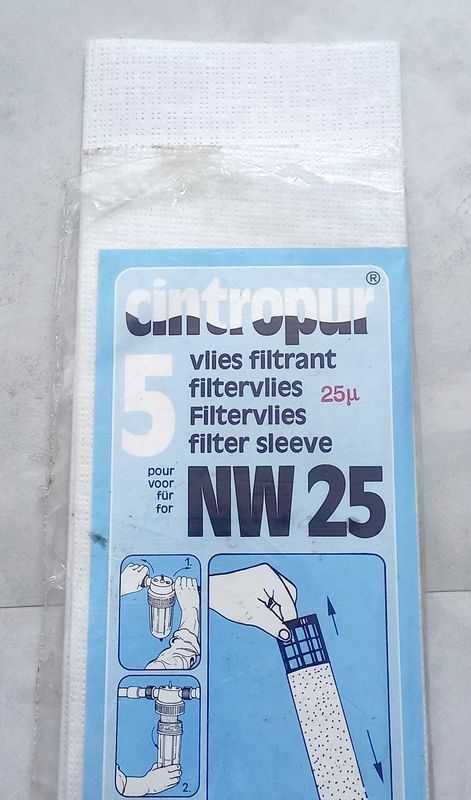 cintropur®
5
vlies filtrant
filtervlies
25µ
Filtervlies
filter sleeve
pour
voor
für
for
NW 25
1.
2.